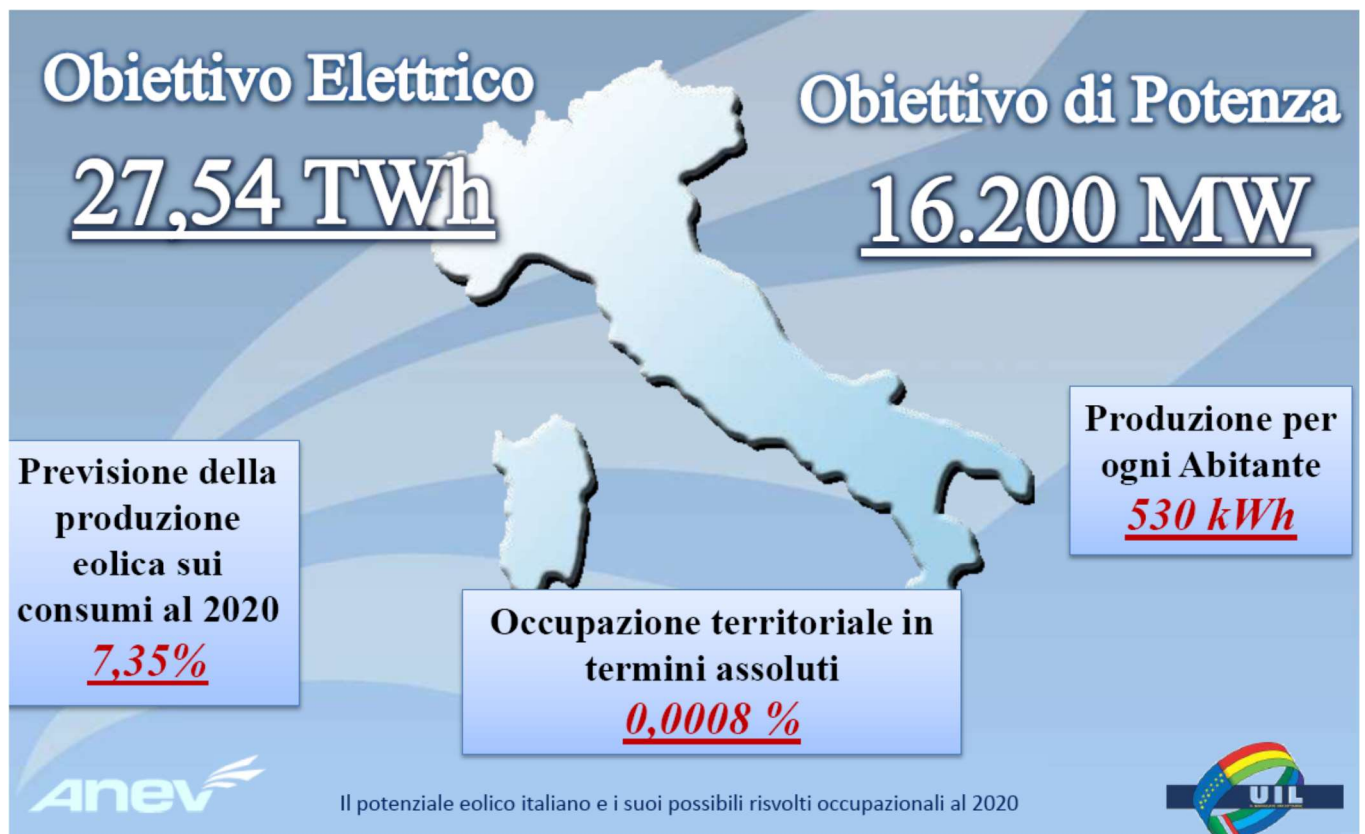 Obiettivo Elettrico
27,54 TWh
Obiettivo di Potenza
16.200 MW
Previsione della
produzione
eolica sui
consumi al 2020
7,35%
Occupazione territoriale in
termini assoluti
0,0008 %
Produzione per
ogni Abitante
530 kWh
Anev
Il potenziale eolico italiano e i suoi possibili risvolti occupazionali al 2020
UIL